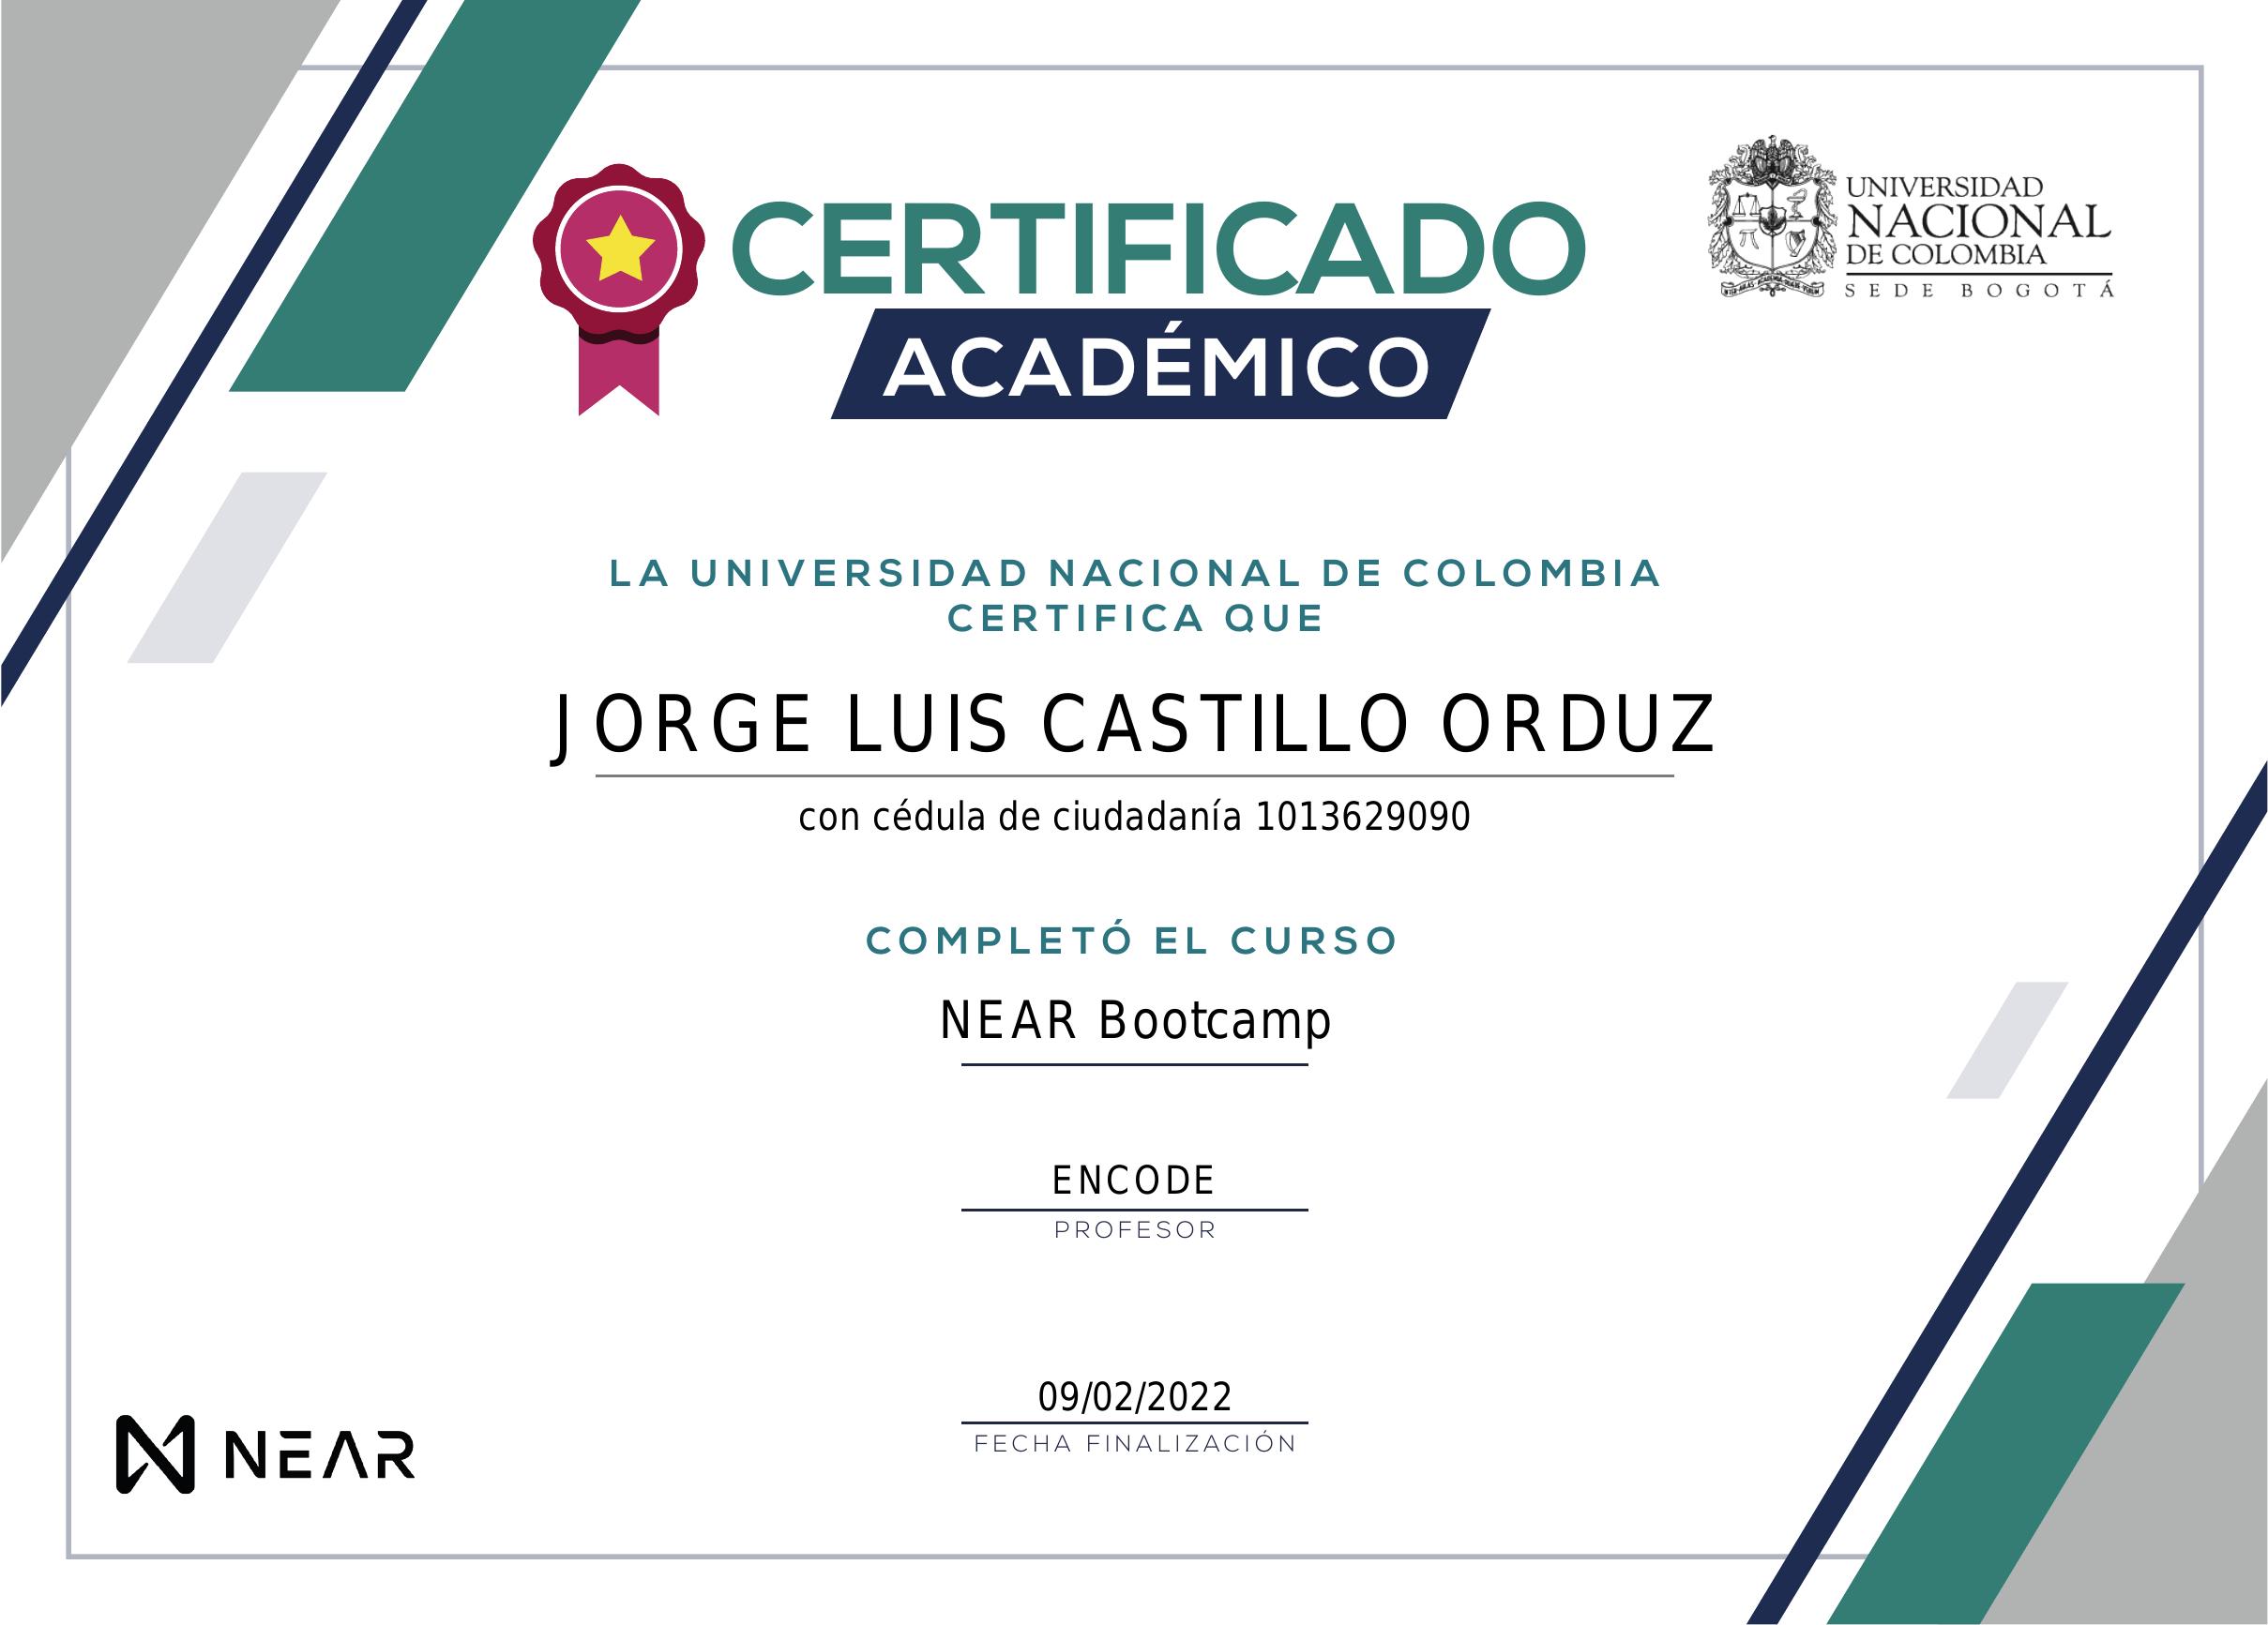 CERTIFICADO
ACADÉMICO
UNIVERSIDAD
NACIONAL
DE COLOMBIA
SEDE BOGOTÁ
LA UNIVERSIDAD NACIONAL DE COLOMBIA
CERTIFICA QUE
JORGE LUIS CASTILLO ORDUZ
con cédula de ciudadanía 1013629090
COMPLETÓ EL CURSO
NEAR Bootcamp
ENCODE
PROFESOR
09/02/2022
FECHA FINALIZACIÓN
NEAR